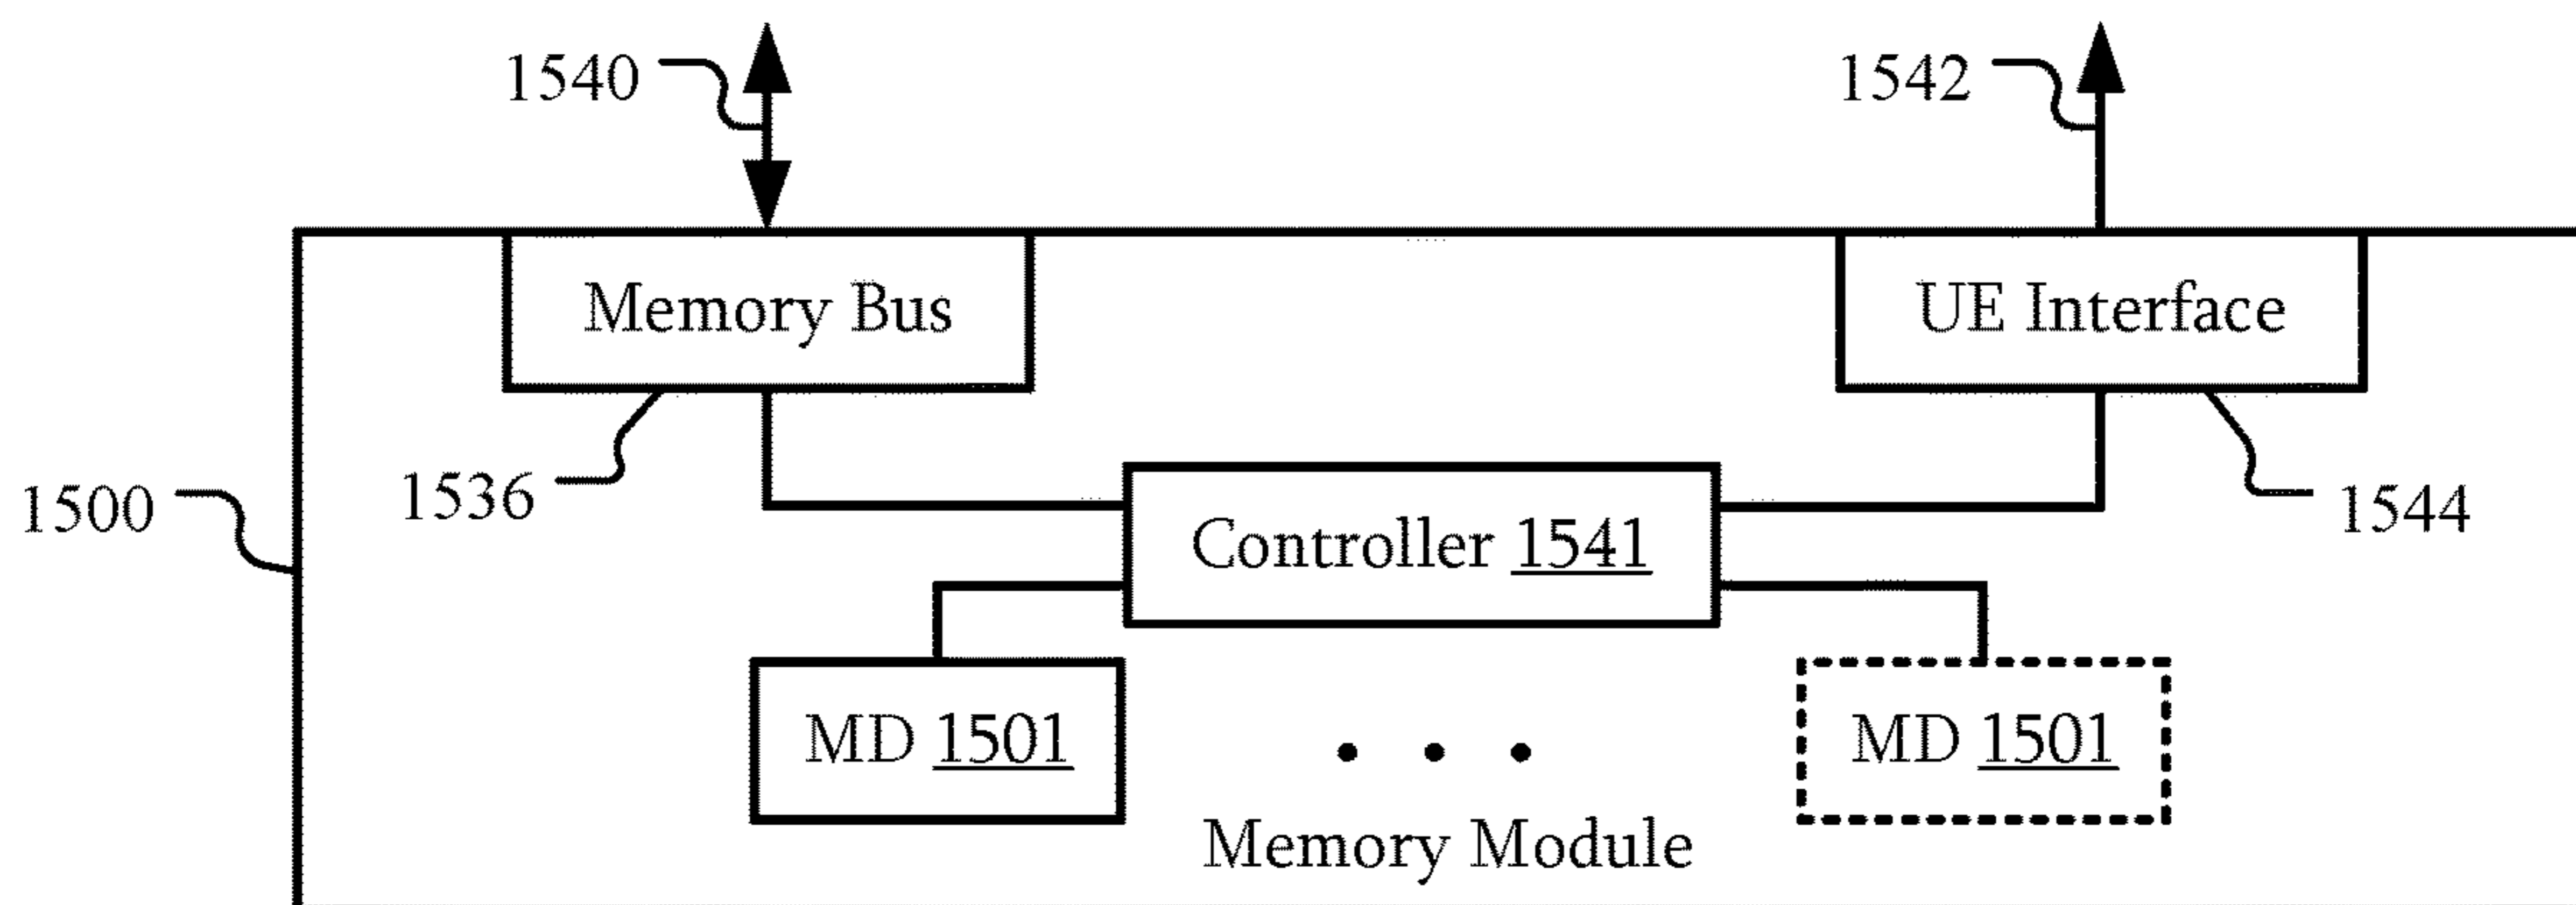 1540
1542
Memory Bus
UE Interface
1536
1500
1544
Controller 1541
MD 1501
MD 1501
Memory Module